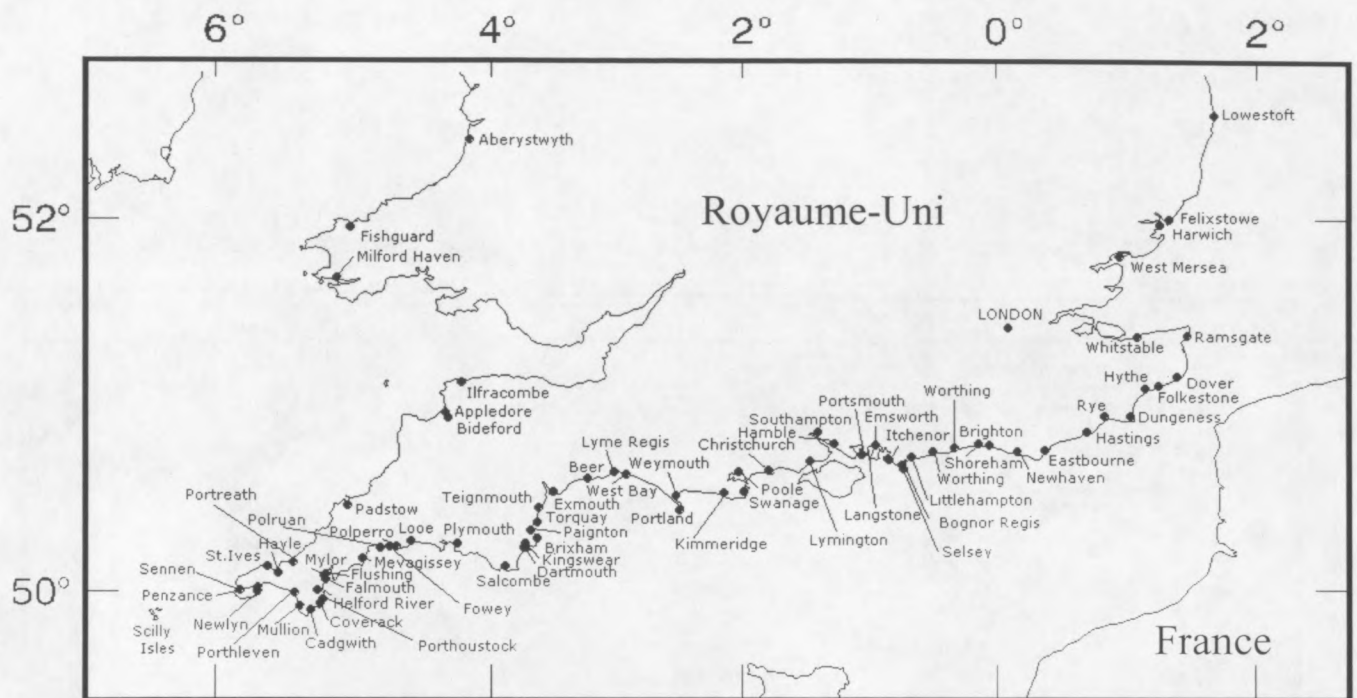 6° 4° 2° 0° 2°
Lowestoft
Aberystwyth
52°
Royaume-Uni
Felixstowe
Harwich
Fishguard
Milford Haven
West Mersea
LONDON
Whitstable
Ramsgate
Ilfracombe
Appledore
Bideford
Hythe
Dover
Folkestone
Rye
Dungeness
Hastings
Eastbourne
Worthing
Portsmouth
Southampton
Emsworth
Hamble
Itchenor
Brighton
Christchurch
Lyme Regis
Weymouth
Beer
West Bay
Shoreham
Newhaven
Worthing
Littlehampton
Bognor Regis
Selsey
Langstone
Lymington
Poole
Swanage
Kimmeridge
Portland
Teignmouth
Exmouth
Torquay
Paignton
Brixham
Kingswear
Dartmouth
Salcombe
Plymouth
Looe
Polperro
Polruan
Portreath
Padstow
Hayle
St.Ives
Mylor
Mevagissey
Flushing
Falmouth
Helford River
Coverack
Fowey
Sennen
50°
Penzance
Newlyn
Mullion
Cadgwith
Porthoustock
Porthleven
Scilly
Isles
France